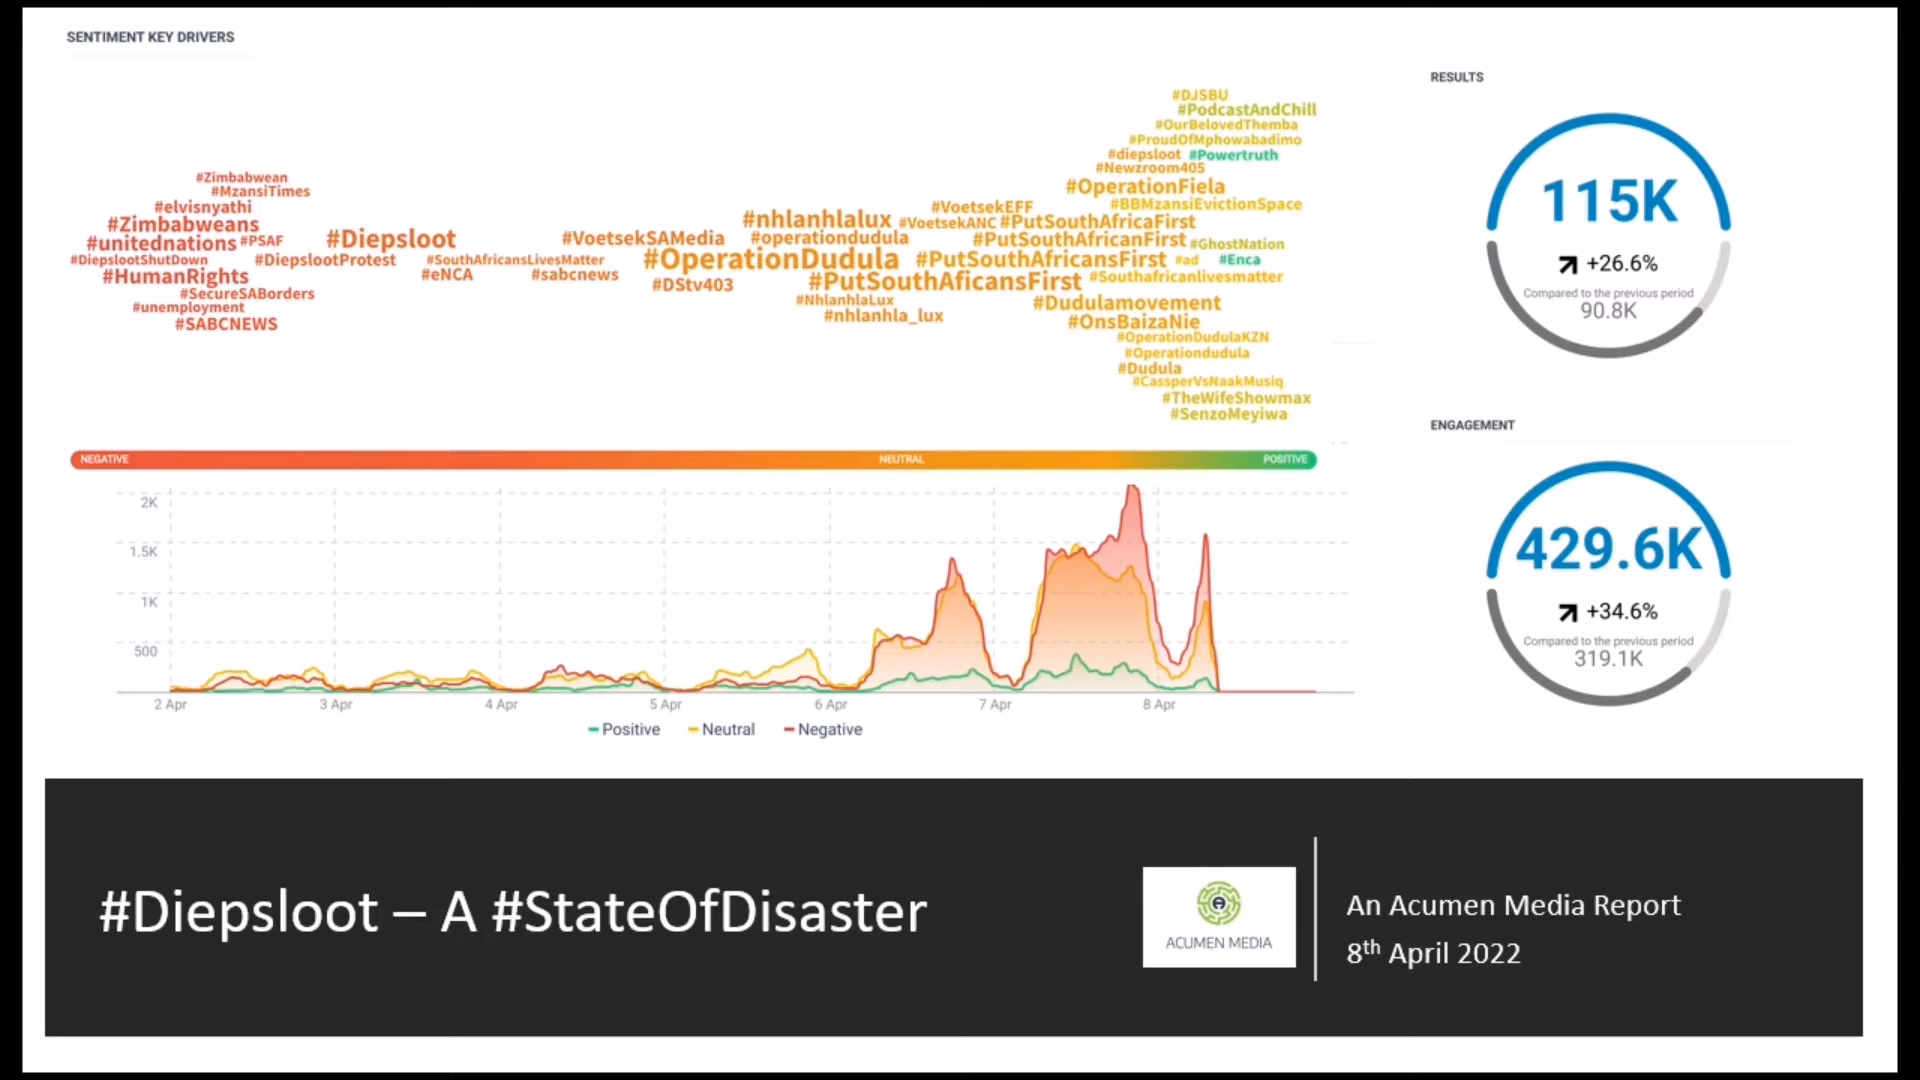 SENTIMENT KEY DRIVERS
#Zimbabwean
#MzansiTimes
#elvisnyathi
#Zimbabweans
#unitednations #PSAF
#DiepslootShutDown
#HumanRights
#SecureSABorders
#unemployment
#SABCNEWS
#Diepsloot
#DiepslootProtest
#SouthAfricansLivesMatter
#eNCA
#sabcnews
#VoetsekSAMedia
#OperationDudula
#DStv403
#nhlanhlalux
#operationdudula
#PutSouthAficansFirst
#NhlanhlaLux
#nhlanhla_lux
#DJSBU
#PodcastAndChill
#OurBelovedThemba
#ProudOfMphowabadimo
#diepsloot #Powertruth
#Newzroom405
#OperationFiela
#VoetsekEFF
#BBMzansiEvictionSpace
#VoetsekANC #PutSouthAfricaFirst
#PutSouthAfricanFirst #GhostNation
#PutSouthAfricansFirst #ad #Enca
#Southafricanlivesmatter
#Dudulamovement
#OnsBaizaNie
#OperationDudulaKZN
#Operationdudula
#Dudula
#CassperVsNaakMusiq
#TheWifeShowmax
#SenzoMeyiwa
NEGATIVE NEUTRAL POSITIVE
2K
1.5K
1K
500
2 Apr 3 Apr 4 Apr 5 Apr 6 Apr 7 Apr 8 Apr
Positive Neutral Negative
RESULTS
115K
+26.6%
Compared to the previous period
90.8K
ENGAGEMENT
429.6K
+34.6%
Compared to the previous period
319.1K
#Diepsloot – A #StateOfDisaster
ACUMEN MEDIA
An Acumen Media Report
8th April 2022